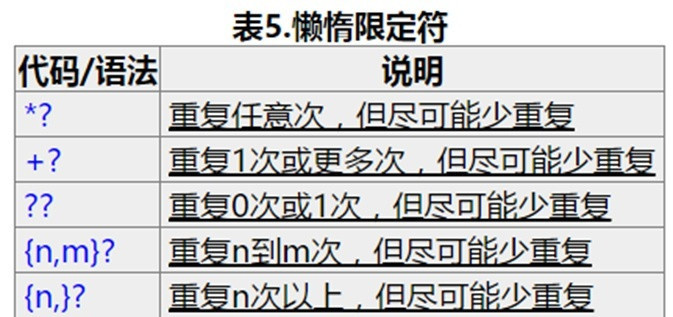 表5.懒惰限定符
代码/语法 说明
*? 重复任意次，但尽可能少重复
+? 重复1次或更多次，但尽可能少重复
?? 重复0次或1次，但尽可能少重复
{n,m}? 重复n到m次，但尽可能少重复
{n,}? 重复n次以上，但尽可能少重复